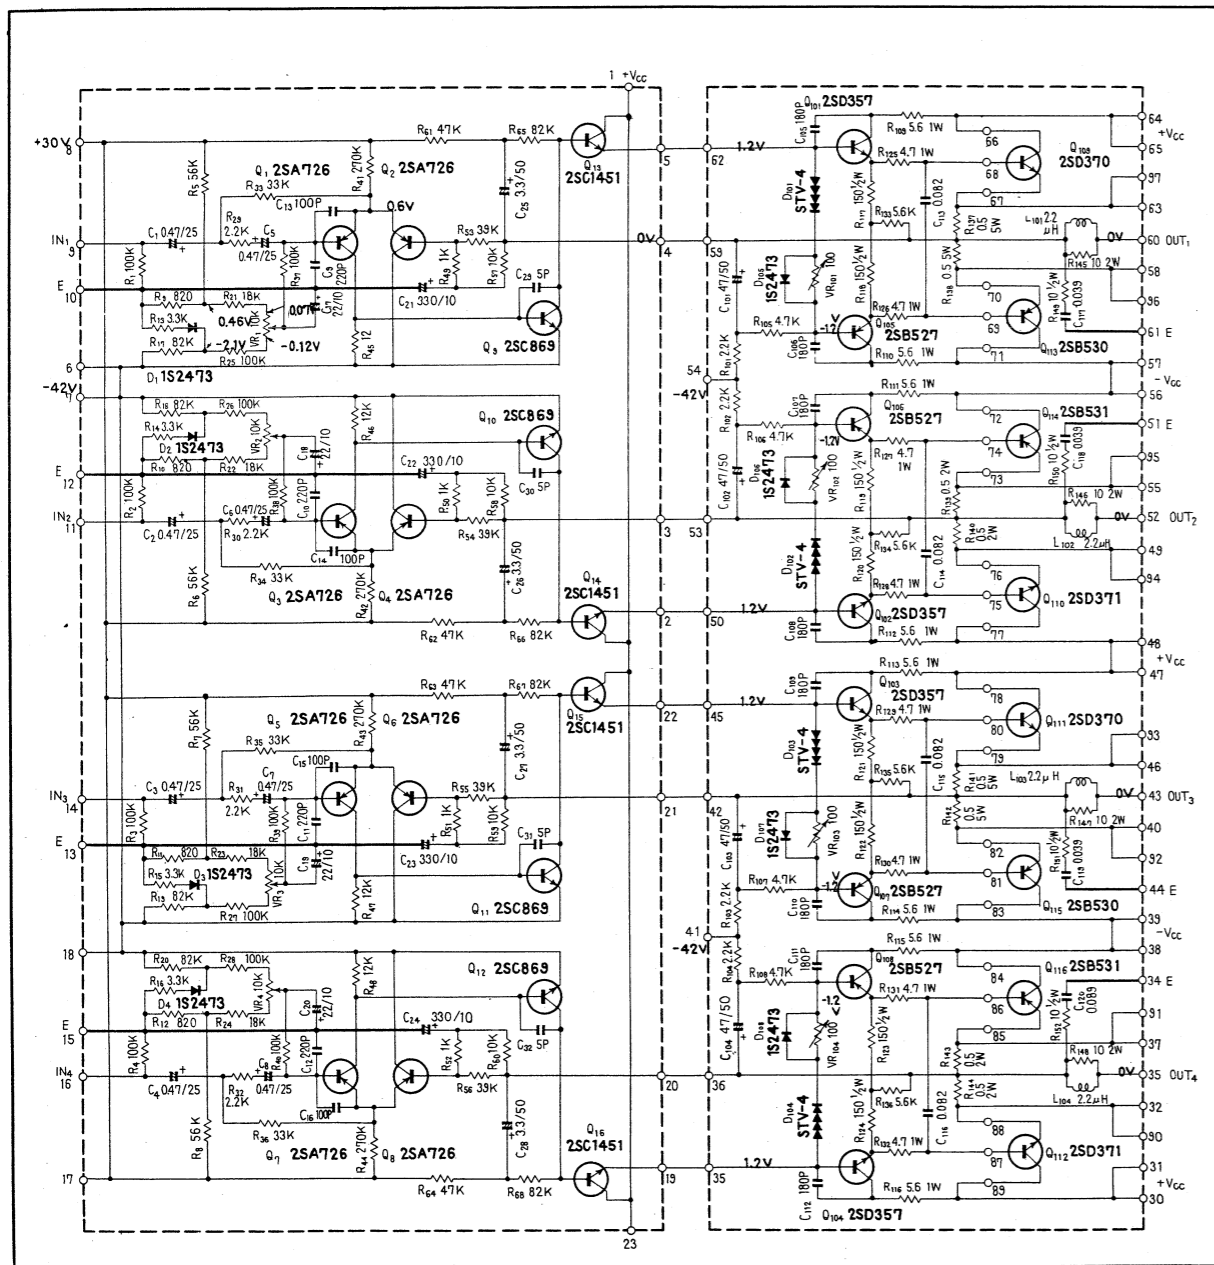 1 +Vcc
+30V
8
R5 56K
Q1 2SA726
R33 33K
C13 100P
R41 270K
Q2 2SA726
0.6V
R61 47K
R65 82K
Q13
2SC1451
C25 3.3/50
5
IN1
9
C1 0.47/25
R29
2.2K
C5
0.47/25
R1 100K
R37 100K
C9 220P
R53 39K
R49 1K
R57 10K
0V
4
E
10
R9 820
R21 18K
R13 3.3K
0.46V
0.07V
VR1 10K
C17 22/10
C21 330/10
C29 5P
R17 82K
-2.1V
-0.12V
R25 100K
R45 12
Q9 2SC869
6
-42V
D1 1S2473
7
R18 82K
R26 100K
R14 3.3K
D2 1S2473
R10 820
R22 18K
VR2 10K
C18 22/10
R46 12K
Q10 2SC869
C22 330/10
C30 5P
E
12
R2 100K
R38 100K
C10 220P
R50 1K
R58 10K
IN2
11
C2 0.47/25
C6 0.47/25
R30 2.2K
C14 100P
R54 39K
3
R6 56K
R34 33K
R42 270K
C26 3.3/50
Q14
2SC1451
Q3 2SA726
Q4 2SA726
R62 47K
R66 82K
2
R63 47K
R67 82K
Q15
2SC1451
22
R7 56K
Q5 2SA726
Q6 2SA726
R35 33K
R43 270K
C15 100P
C27 3.3/50
IN3
14
C3 0.47/25
R31
2.2K
C7
0.47/25
R3 100K
R39 100K
C11 220P
R55 39K
R51 1K
R59 10K
21
E
13
R11 820
R23 18K
R15 3.3K
D3 1S2473
R19 82K
VR3 10K
R27 100K
C19 22/10
C23 330/10
C31 5P
R47 12K
Q11 2SC869
18
R20 82K
R28 100K
R16 3.3K
D4 1S2473
R12 820
R24 18K
VR4 10K
C20 22/10
R48 12K
Q12 2SC869
C24 330/10
C32 5P
E
15
R4 100K
R40 100K
C12 220P
R52 1K
R60 10K
IN4
16
C4 0.47/25
R32
2.2K
C8
0.47/25
C16 100P
R56 39K
20
R8 56K
R36 33K
R44 270K
C28 3.3/50
Q16
2SC1451
Q7 2SA726
Q8 2SA726
17
R64 47K
R68 82K
19
23
Q101 2SD357
C105 180P
R109 5.6 1W
62
1.2V
D101
STV-4
R125 4.7 1W
R117 150 ½W
R133 5.6K
C113 0.082
66
68
67
Q109
2SD370
64
+Vcc
65
97
63
R137 0.5 5W
L101 2.2 μH
0V
60 OUT1
R145 10 2W
59
C101 47/50
D105
1S2473
VR101 100
R118 150 ½W
R138 0.5 5W
58
96
R149 10 ½W
C117 0.039
61 E
R105 4.7K
-1.2V
R126 4.7 1W
Q105
2SB527
C106
180P
R110 5.6 1W
70
69
71
Q113 2SB530
57
-Vcc
54
-42V
R101 2.2K
R102 2.2K
R111 5.6 1W
56
C107 180P
Q106
2SB527
R106 4.7K
-1.2V
R127 4.7
1W
72
74
73
Q114 2SB531
C118 0.039
R150 10 ½W
51 E
95
55
C102 47/50
D106
1S2473
VR102 100
R119 150 ½W
R139 0.5 2W
R146 10 2W
0V
52 OUT2
53
L102 2.2μH
R140
0.5
2W
D102
STV-4
R120 150 ½W
R134 5.6K
C114 0.082
49
94
76
75
77
R128 4.7 1W
Q102 2SD357
Q110 2SD371
50
1.2V
C108
180P
R112 5.6 1W
48
+Vcc
47
R113 5.6 1W
C109 180P
Q103
2SD357
45
1.2V
R129 4.7 1W
D103
STV-4
R121 150 ½W
R135 5.6K
C115 0.082
78
80
79
Q111 2SD370
93
46
R141 0.5 5W
L103 2.2μH
0V
43 OUT3
R147 10 2W
42
C103 47/50
D107
1S2473
VR103 100
R122 150 ½W
R142
0.5
5W
40
92
R151 10 ½W
C119 0.039
44 E
R107 4.7K
-1.2V
R130 4.7 1W
Q107 2SB527
C110
180P
R114 5.6 1W
82
81
83
Q115 2SB530
39
-Vcc
R103 2.2K
41
-42V
R104 2.2K
R115 5.6 1W
38
C111 180P
Q108
2SB527
R108 4.7K
-1.2
V
R131 4.7 1W
84
86
85
Q116 2SB531
C120 0.089
R152 10 ½W
34 E
91
37
C104 47/50
D108
1S2473
VR104 100
R123 150 ½W
R143
0.5
2W
R148 10 2W
0V
35 OUT4
36
R144
0.5
2W
L104 2.2μH
D104
STV-4
R124 150 ½W
R136 5.6K
C116 0.082
32
90
R132 4.7 1W
88
87
89
Q112 2SD371
35
1.2V
31
+Vcc
30
C112 180P
R116 5.6 1W
Q104 2SD357